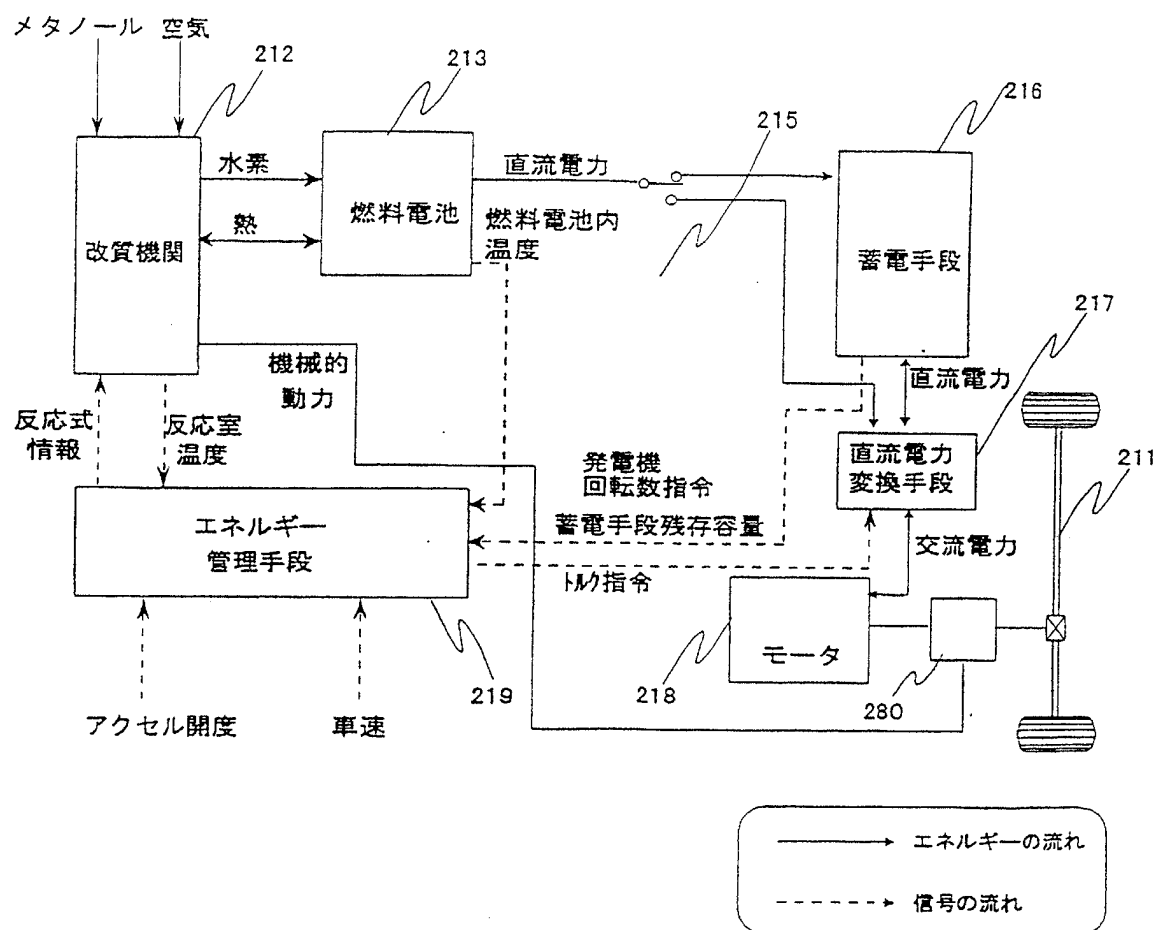 メタノール 空気
212
213
215
216
水素
直流電力
燃料電池
燃料電池内
温度
熱
改質機関
蓄電手段
217
機械的
動力
直流電力
反応式
情報
反応室
温度
発電機
回転数指令
直流電力
変換手段
211
エネルギー
管理手段
蓄電手段残存容量
交流電力
トルク指令
モータ
219
218
280
アクセル開度
車速
エネルギーの流れ
信号の流れ